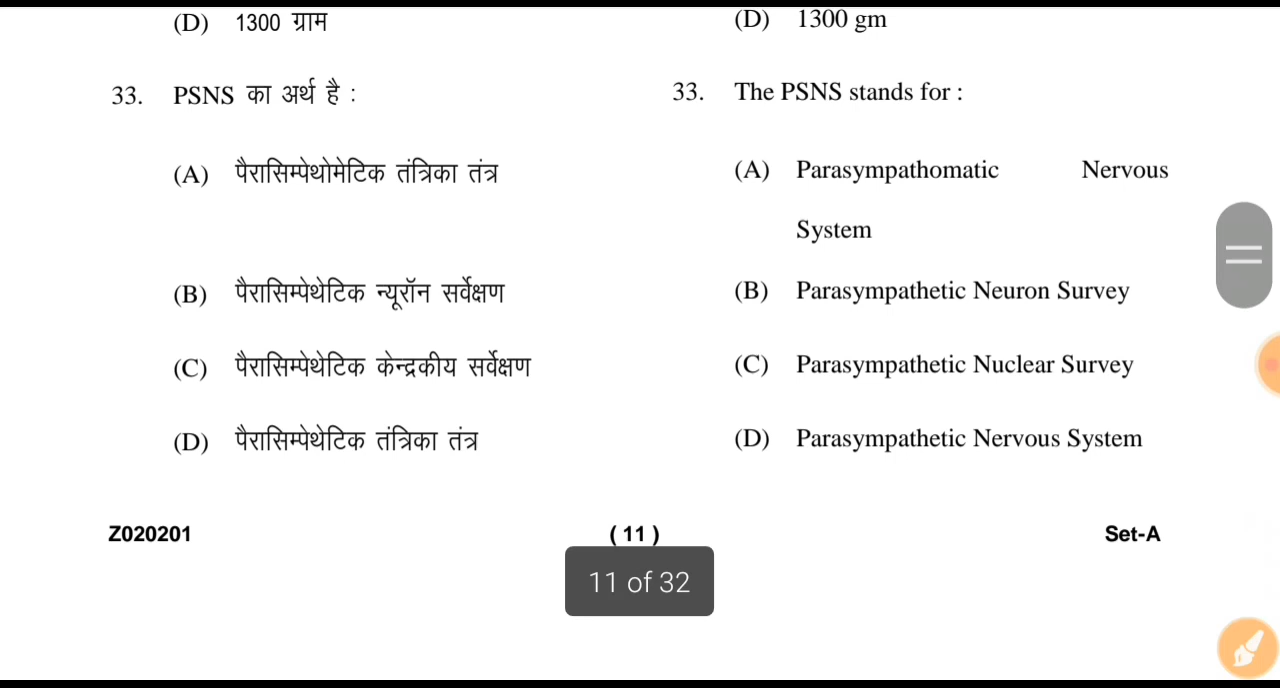 (D) 1300 ग्राम
33. PSNS का अर्थ है :
(A) पैरासिम्पेथोमेटिक तंत्रिका तंत्र
(B) पैरासिम्पेथेटिक न्यूरॉन सर्वेक्षण
(C) पैरासिम्पेथेटिक केन्द्रकीय सर्वेक्षण
(D) पैरासिम्पेथेटिक तंत्रिका तंत्र
(D) 1300 gm
33. The PSNS stands for :
(A) Parasympathomatic Nervous
System
(B) Parasympathetic Neuron Survey
(C) Parasympathetic Nuclear Survey
(D) Parasympathetic Nervous System
Z020201 ( 11 ) Set-A
11 of 32